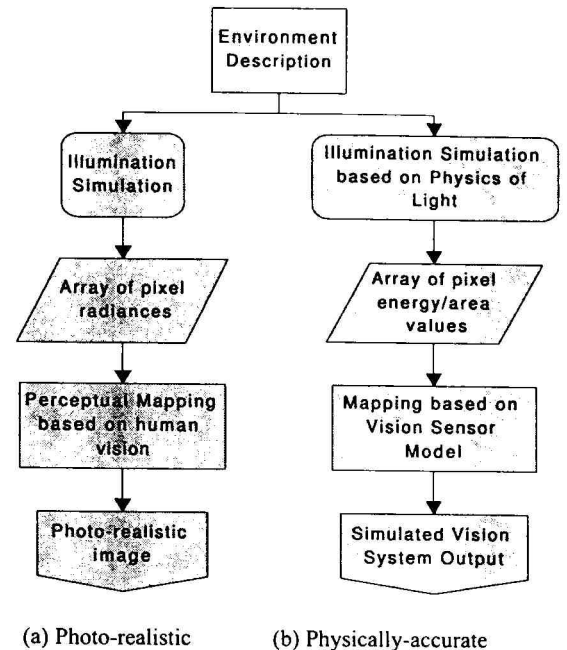 Environment
Description
Illumination
Simulation
Illumination Simulation
based on Physics of
Light
Array of pixel
radiances
Array of pixel
energy/area
values
Perceptual Mapping
based on human
vision
Mapping based on
Vision Sensor
Model
Photo-realistic
image
Simulated Vision
System Output
(a) Photo-realistic
(b) Physically-accurate